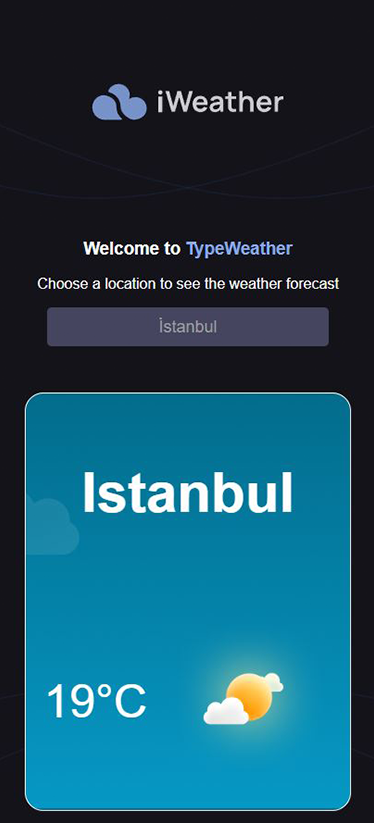 iWeather
Welcome to TypeWeather
Choose a location to see the weather forecast
İstanbul
Istanbul
19°C